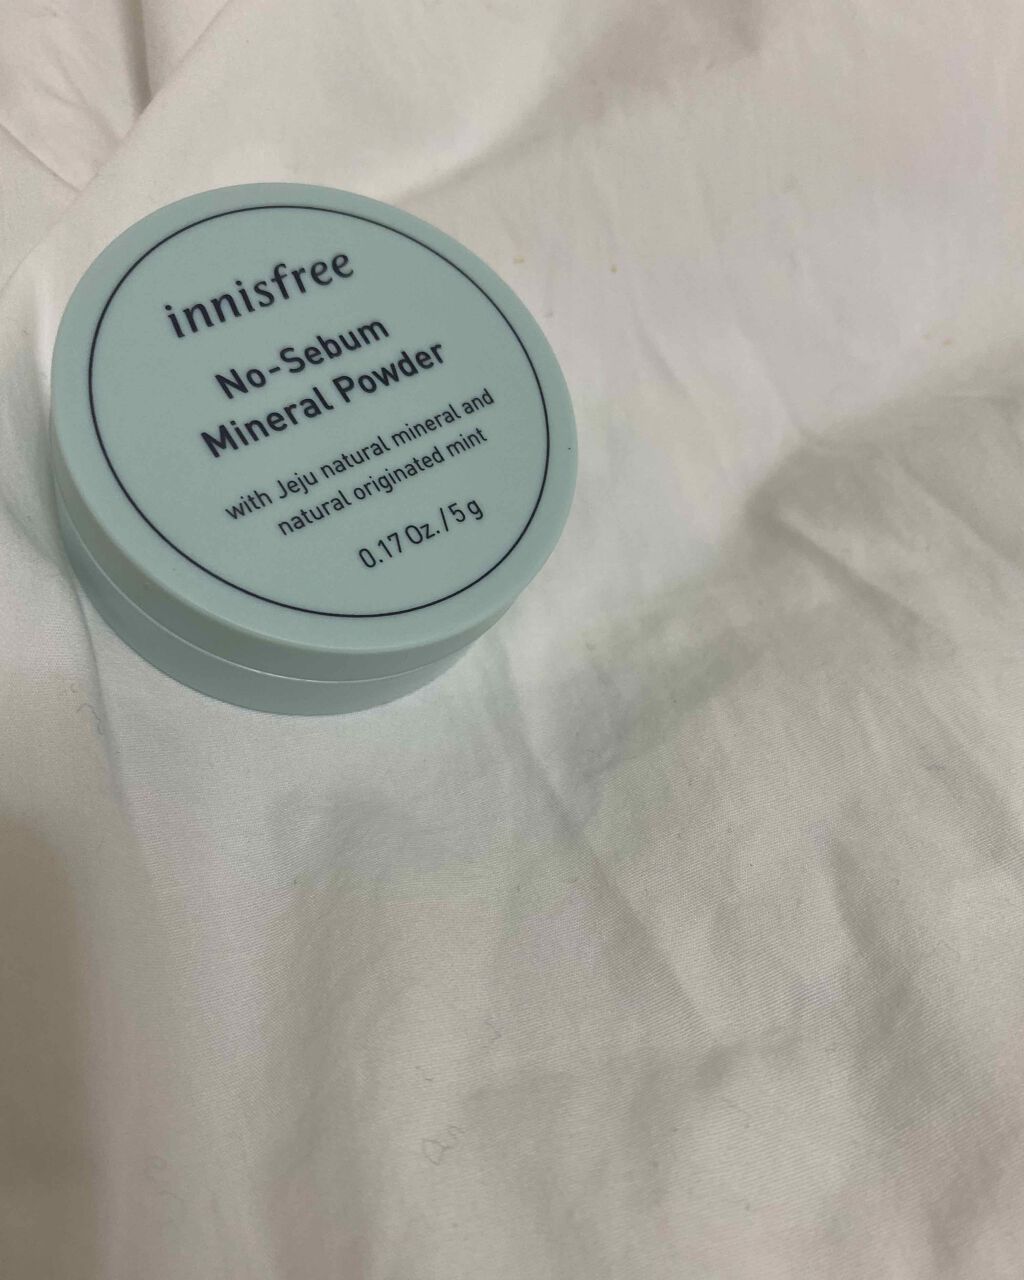 innisfree
No-Sebum
Mineral Powder
with Jeju natural mineral and
natural originated mint
0.17 Oz. / 5 g